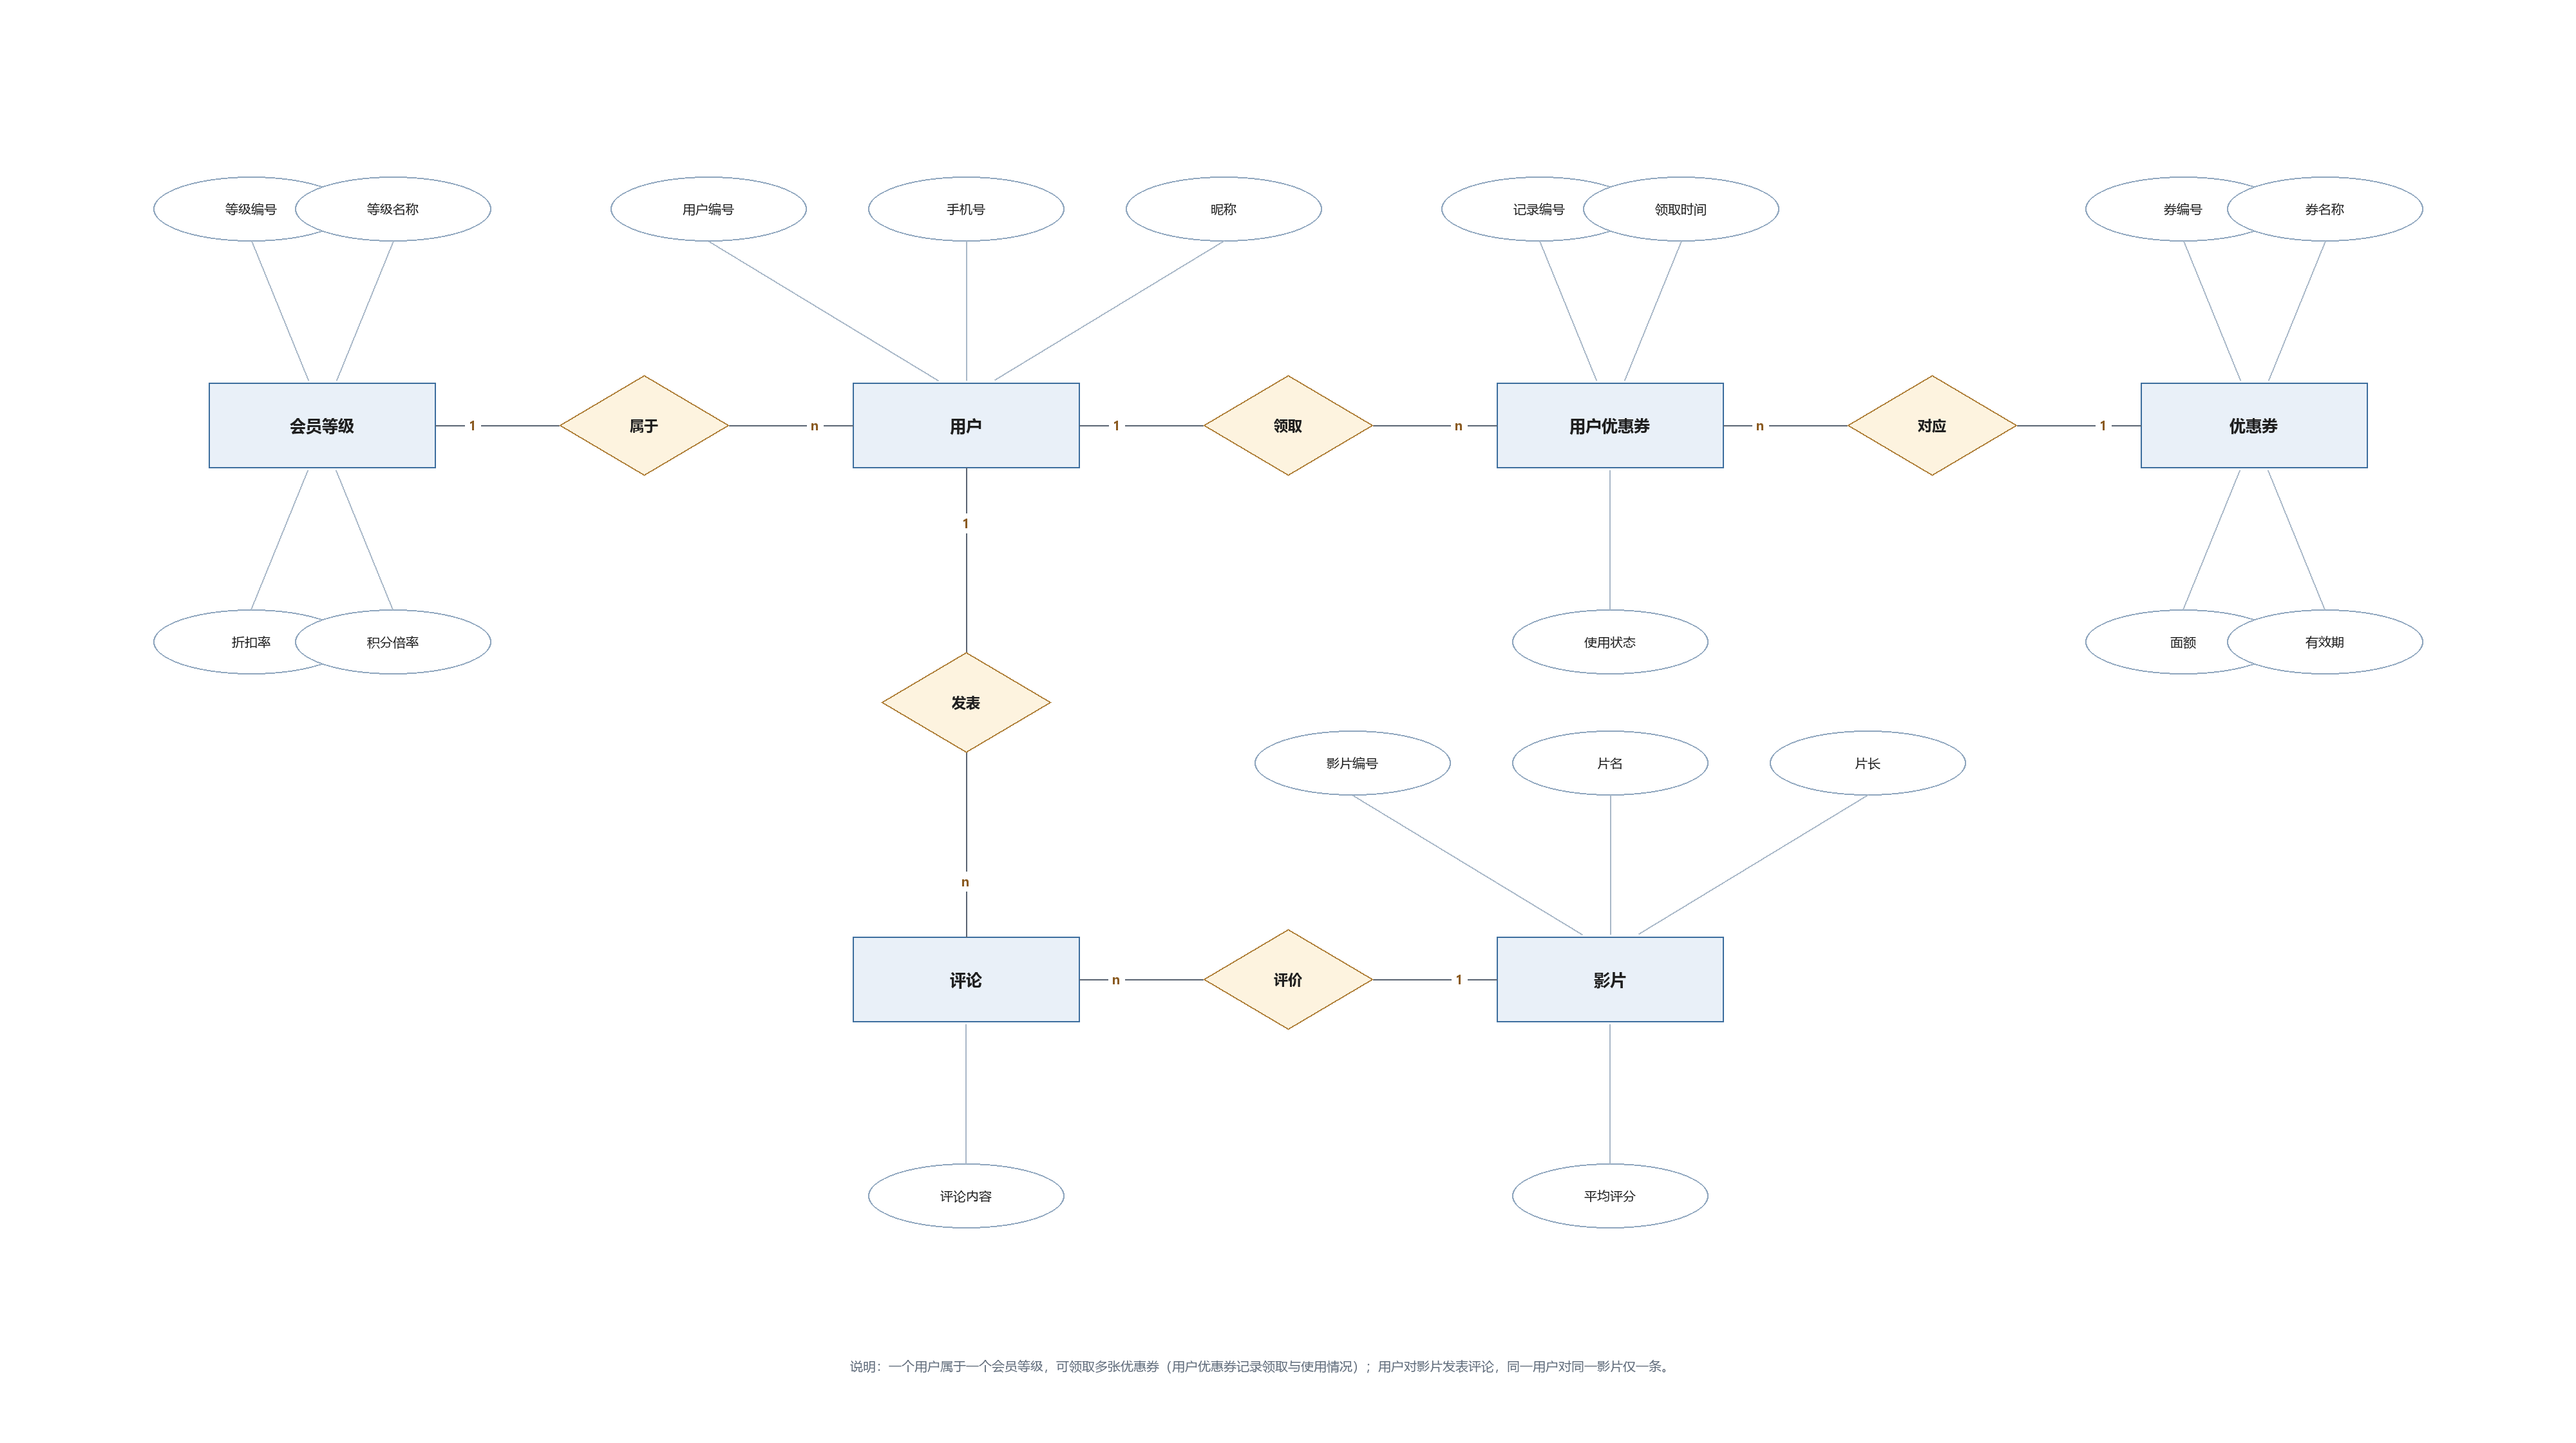 等级编号
等级名称
用户编号
手机号
昵称
记录编号
领取时间
券编号
券名称
会员等级
1
属于
n
用户
1
领取
n
用户优惠券
n
对应
1
优惠券
1
折扣率
积分倍率
使用状态
面额
有效期
发表
影片编号
片名
片长
n
评论
n
评价
1
影片
评论内容
平均评分
说明：一个用户属于一个会员等级，可领取多张优惠券（用户优惠券记录领取与使用情况）；用户对影片发表评论，同一用户对同一影片仅一条。